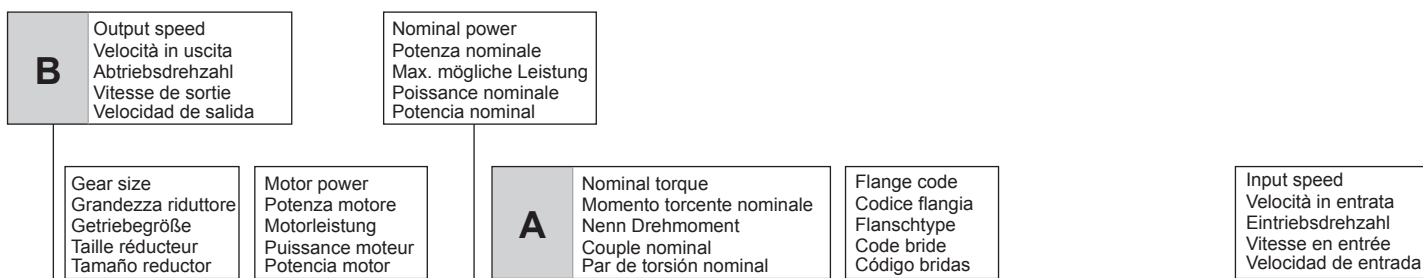 B
Output speed
Velocità in uscita
Abtriebsdrehzahl
Vitesse de sortie
Velocidad de salida
Nominal power
Potenza nominale
Max. mögliche Leistung
Poissance nominale
Potencia nominal
Gear size
Grandezza riduttore
Getriebegröße
Taille réducteur
Tamaño reductor
Motor power
Potenza motore
Motorleistung
Puissance moteur
Potencia motor
A
Nominal torque
Momento torcente nominale
Nenn Drehmoment
Couple nominal
Par de torsión nominal
Flange code
Codice flangia
Flanschtype
Code bride
Código bridas
Input speed
Velocità in entrata
Eintriebsdrehzahl
Vitesse en entrée
Velocidad de entrada